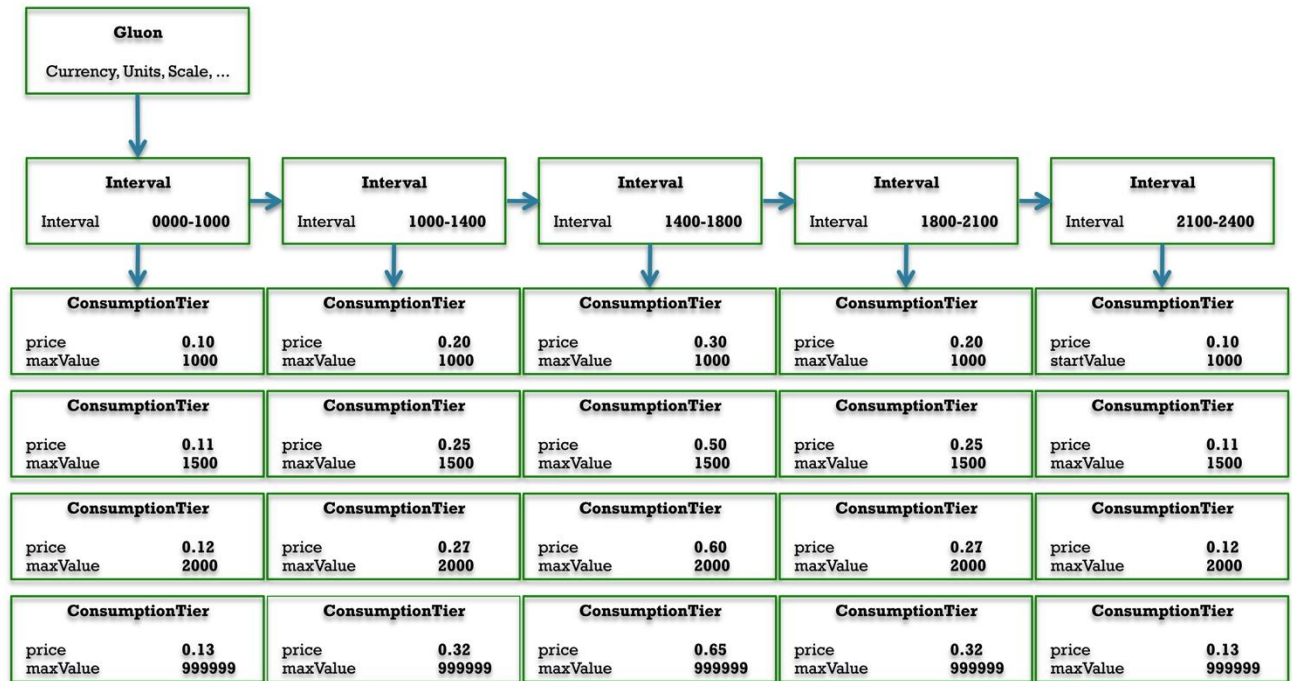 Gluon
Currency, Units, Scale, ...
Interval
Interval 0000-1000
Interval
Interval 1000-1400
Interval
Interval 1400-1800
Interval
Interval 1800-2100
Interval
Interval 2100-2400
ConsumptionTier
price 0.10
maxValue 1000
ConsumptionTier
price 0.20
maxValue 1000
ConsumptionTier
price 0.30
maxValue 1000
ConsumptionTier
price 0.20
maxValue 1000
ConsumptionTier
price 0.10
startValue 1000
ConsumptionTier
price 0.11
maxValue 1500
ConsumptionTier
price 0.25
maxValue 1500
ConsumptionTier
price 0.50
maxValue 1500
ConsumptionTier
price 0.25
maxValue 1500
ConsumptionTier
price 0.11
maxValue 1500
ConsumptionTier
price 0.12
maxValue 2000
ConsumptionTier
price 0.27
maxValue 2000
ConsumptionTier
price 0.60
maxValue 2000
ConsumptionTier
price 0.27
maxValue 2000
ConsumptionTier
price 0.12
maxValue 2000
ConsumptionTier
price 0.13
maxValue 999999
ConsumptionTier
price 0.32
maxValue 999999
ConsumptionTier
price 0.65
maxValue 999999
ConsumptionTier
price 0.32
maxValue 999999
ConsumptionTier
price 0.13
maxValue 999999